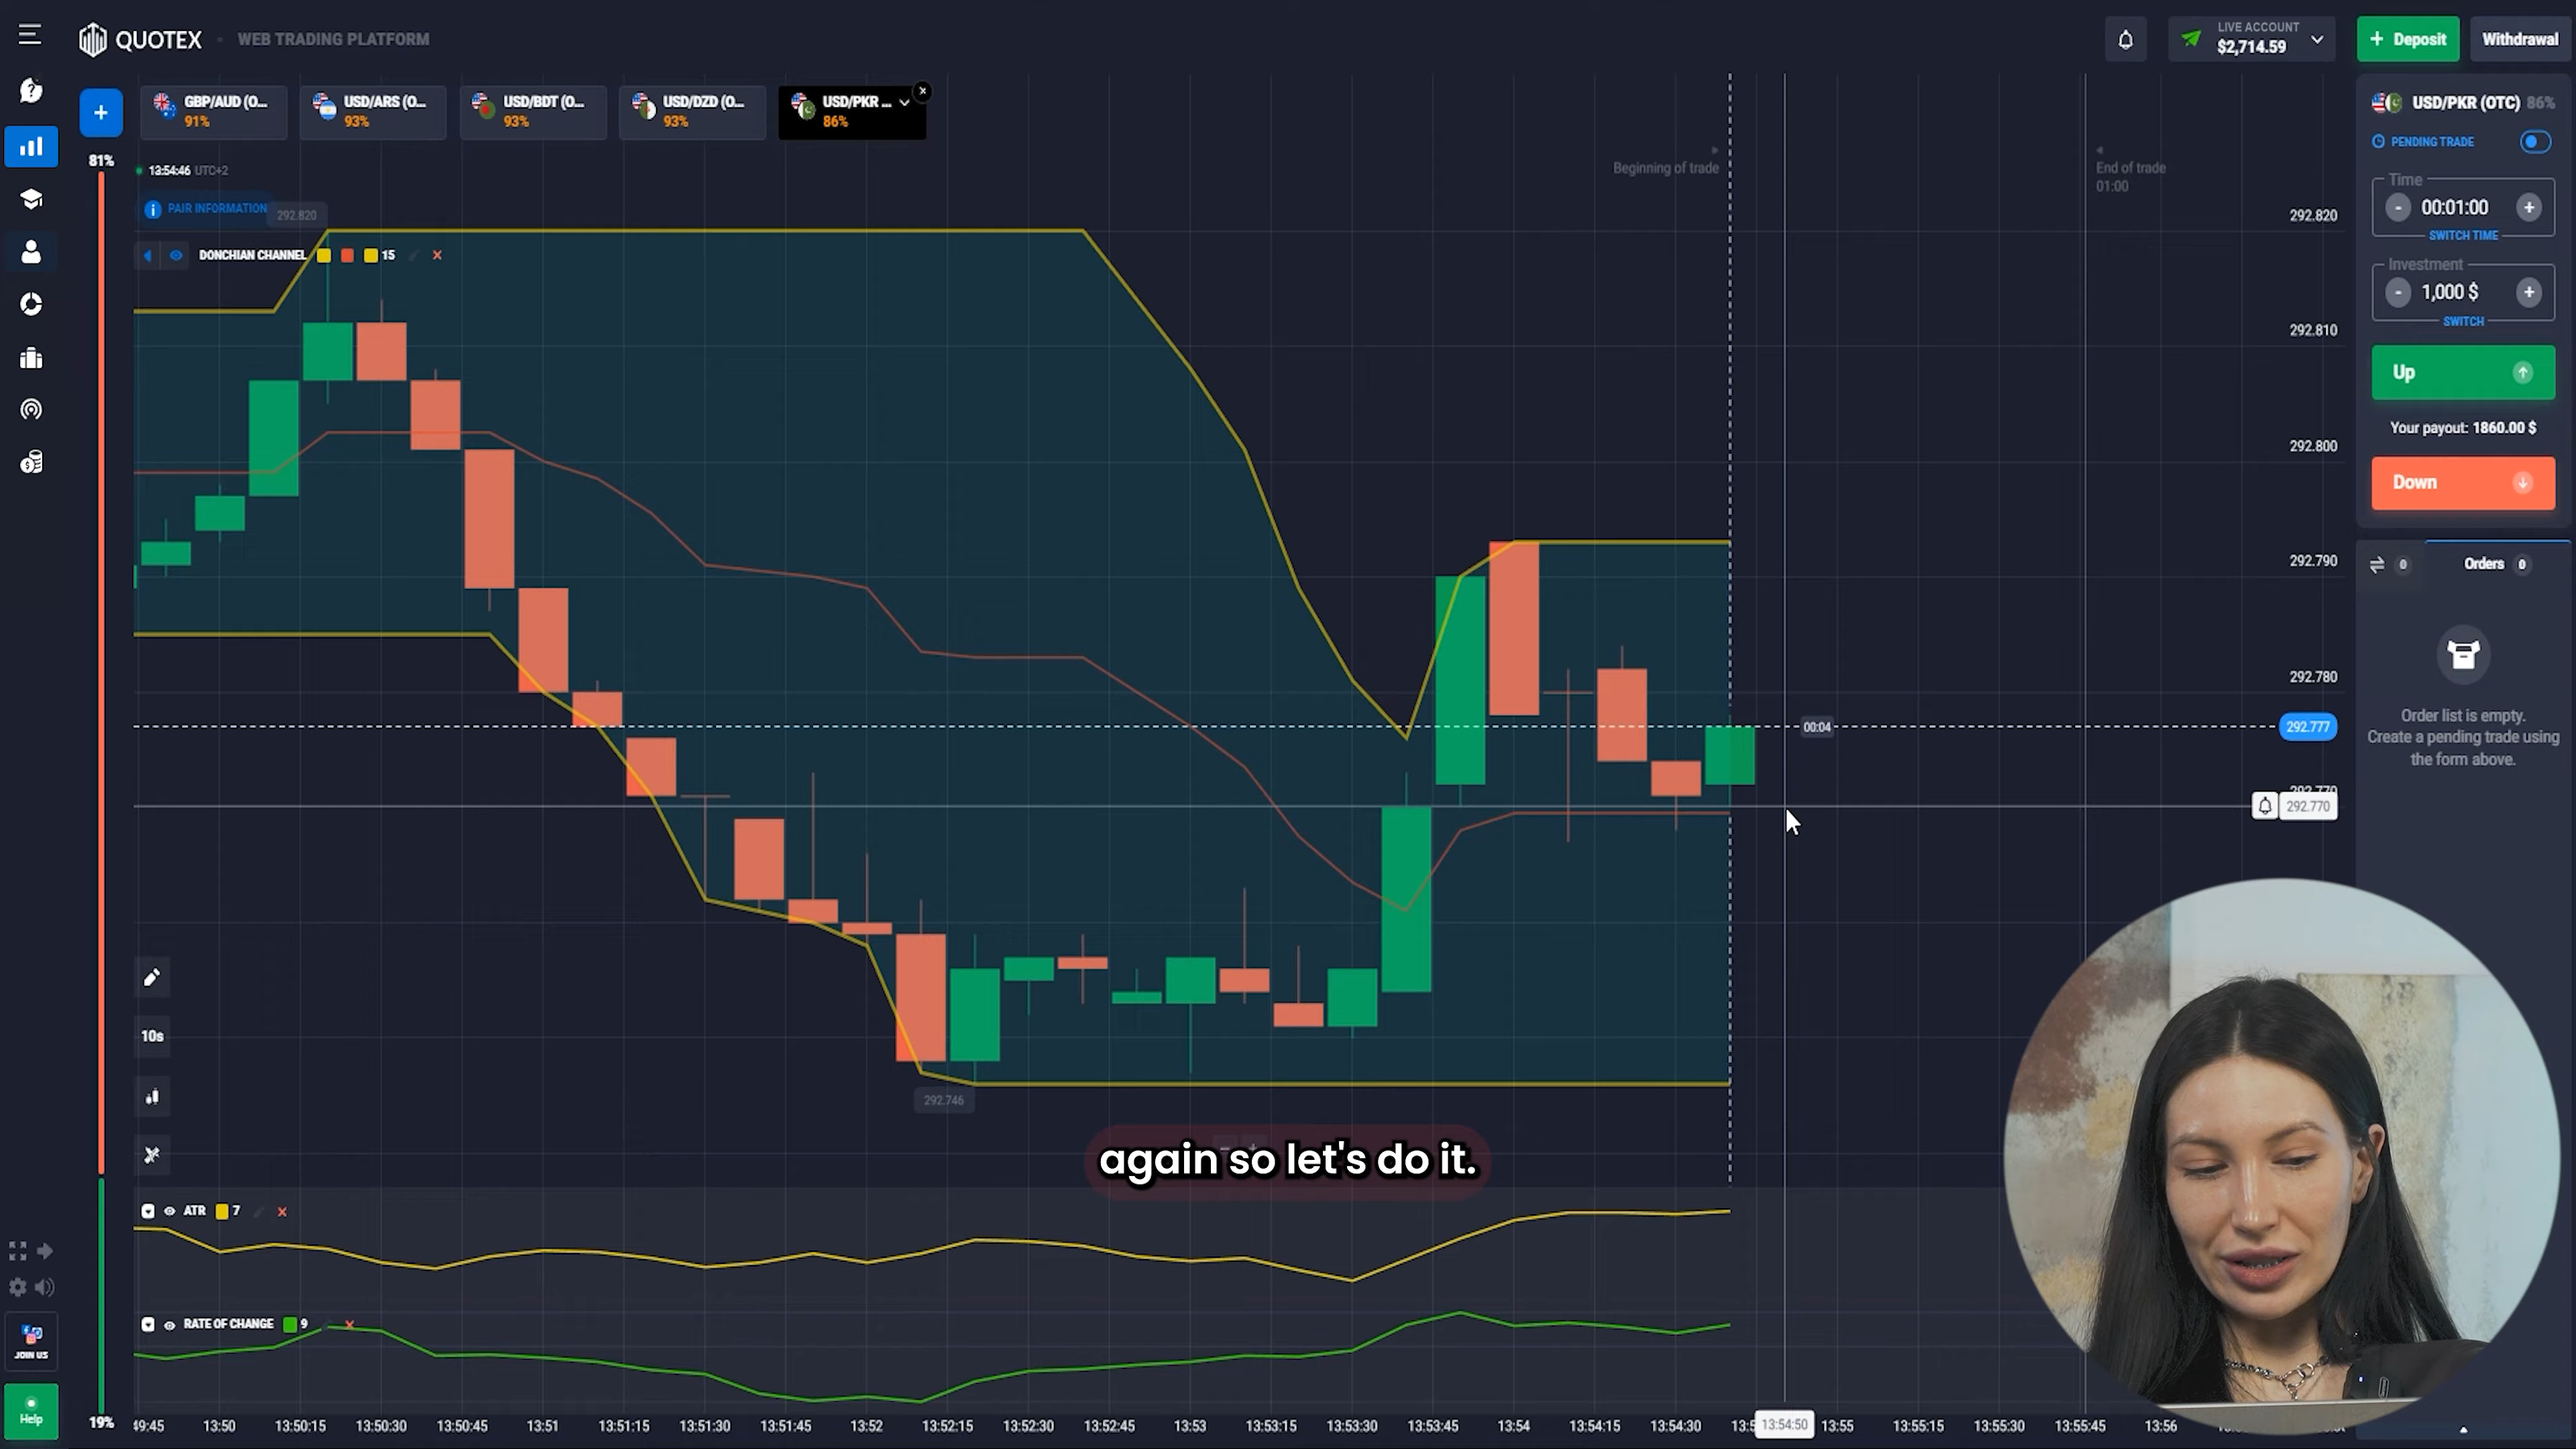 QUOTEX
WEB TRADING PLATFORM
LIVE ACCOUNT
$2,714.59
+ Deposit
Withdrawal
+
GBP/AUD (O...
91%
USD/ARS (O...
93%
USD/BDT (O...
93%
USD/DZD (O...
93%
USD/PKR ...
86%
USD/PKR (OTC) 86%
PENDING TRADE
Time
- 00:01:00 +
SWITCH TIME
Investment
- 1,000 $ +
SWITCH
Up
Your payout: 1860.00 $
Down
0
Orders 0
Order list is empty.
Create a pending trade using
the form above.
81%
13:54:46 UTC+2
PAIR INFORMATION
292.820
DONCHIAN CHANNEL 15
Beginning of trade
End of trade
01:00
292.820
292.810
292.800
292.790
292.780
00:04
292.777
292.770
292.770
292.746
10s
again so let's do it.
ATR 7
RATE OF CHANGE 9
JOIN US
Help
19%
49:45 13:50 13:50:15 13:50:30 13:50:45 13:51 13:51:15 13:51:30 13:51:45 13:52 13:52:15 13:52:30 13:52:45 13:53 13:53:15 13:53:30 13:53:45 13:54 13:54:15 13:54:30 13:54:50 13:55 13:55:15 13:55:30 13:55:45 13:56